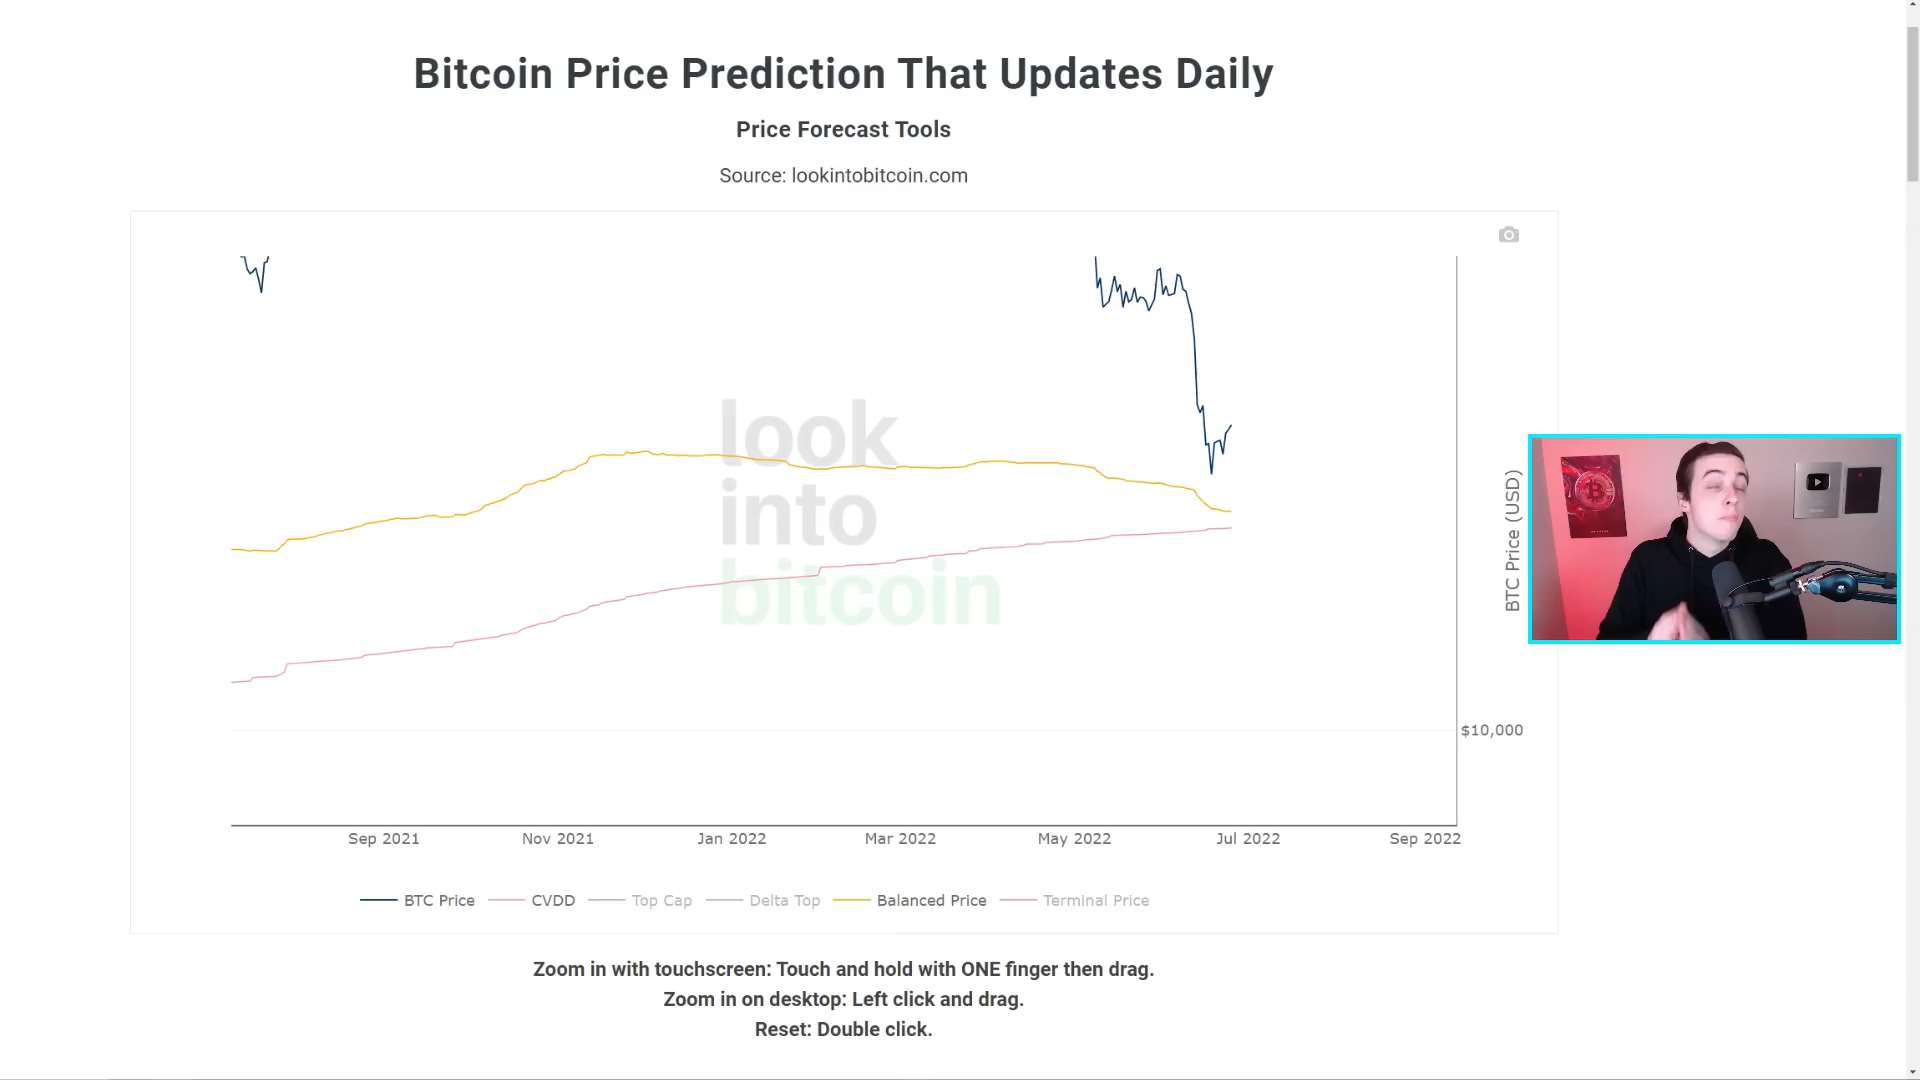 Bitcoin Price Prediction That Updates Daily
Price Forecast Tools
Source: lookintobitcoin.com
look
into
bitcoin
BTC Price (USD)
$10,000
Sep 2021
Nov 2021
Jan 2022
Mar 2022
May 2022
Jul 2022
Sep 2022
BTC Price
CVDD
Top Cap
Delta Top
Balanced Price
Terminal Price
Zoom in with touchscreen: Touch and hold with ONE finger then drag.
Zoom in on desktop: Left click and drag.
Reset: Double click.